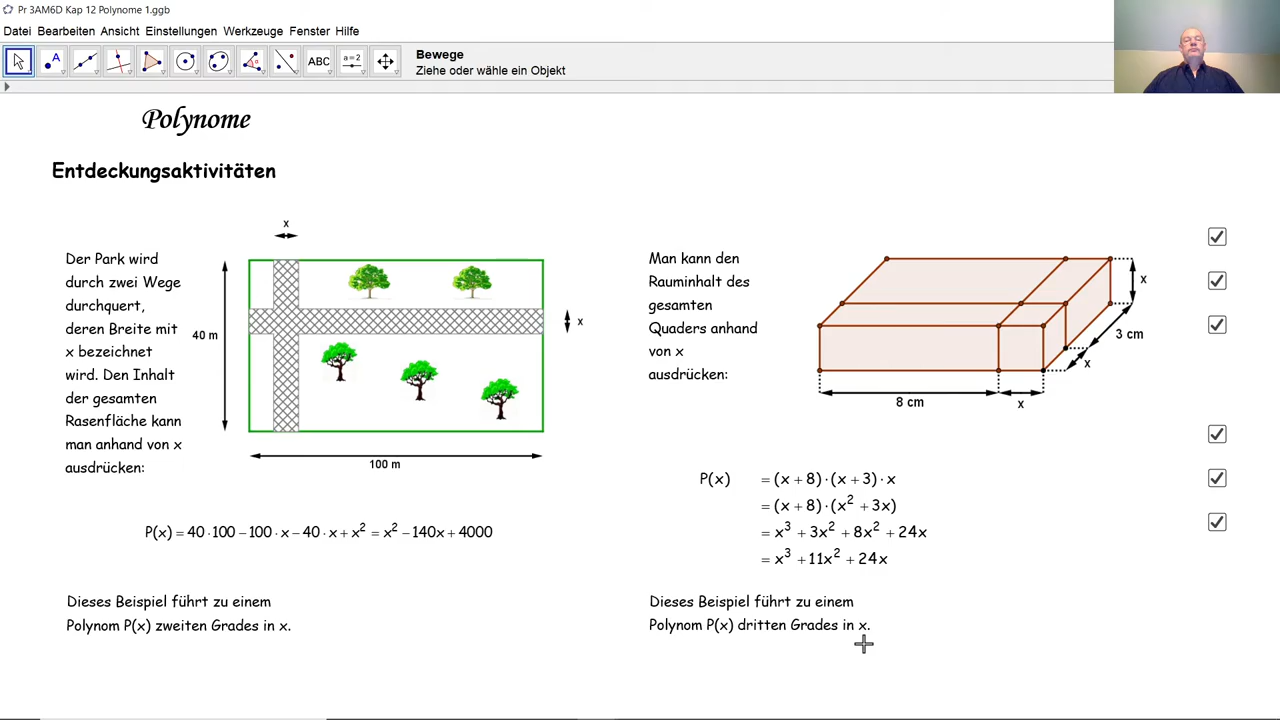 Pr 3AM6D Kap 12 Polynome 1.ggb
Datei Bearbeiten Ansicht Einstellungen Werkzeuge Fenster Hilfe
A
α
ABC
a=2
Bewege
Ziehe oder wähle ein Objekt
Polynome
Entdeckungsaktivitäten
x
Der Park wird
durch zwei Wege
durchquert,
deren Breite mit
x bezeichnet
wird. Den Inhalt
der gesamten
Rasenfläche kann
man anhand von x
ausdrücken:
40 m
x
100 m
P(x) = 40·100 – 100·x – 40·x + x² = x² – 140x + 4000
Dieses Beispiel führt zu einem
Polynom P(x) zweiten Grades in x.
Man kann den
Rauminhalt des
gesamten
Quaders anhand
von x
ausdrücken:
x
3 cm
x
8 cm
x
P(x) = (x + 8)·(x + 3)·x
= (x + 8)·(x² + 3x)
= x³ + 3x² + 8x² + 24x
= x³ + 11x² + 24x
Dieses Beispiel führt zu einem
Polynom P(x) dritten Grades in x.